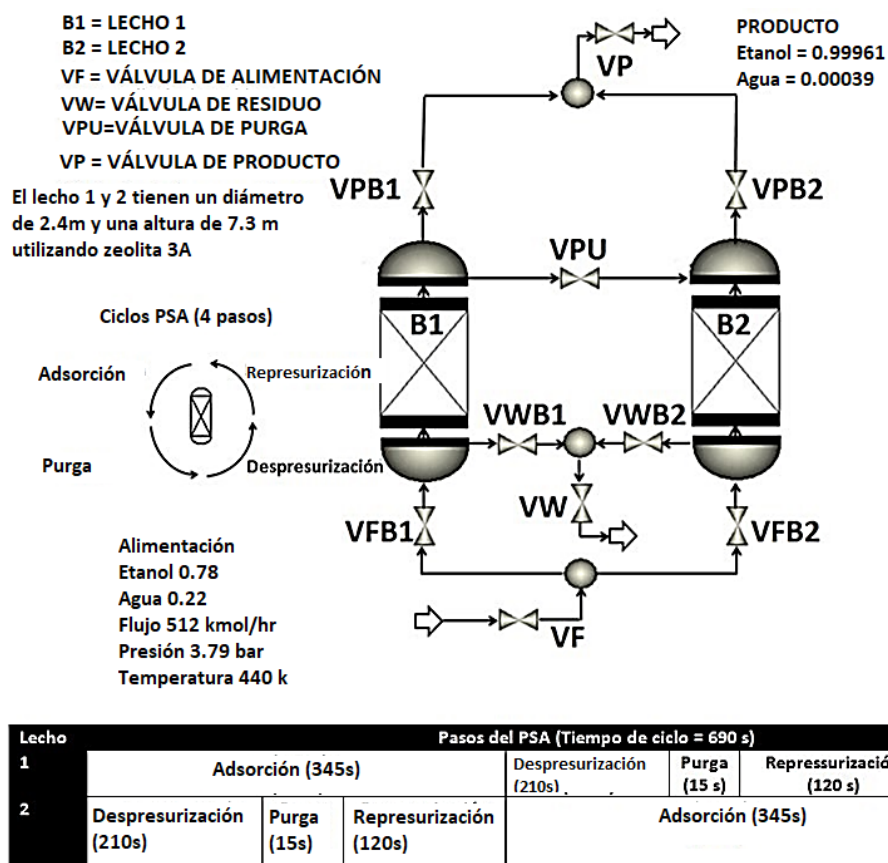 B1 = LECHO 1
B2 = LECHO 2
VF = VÁLVULA DE ALIMENTACIÓN
VW= VÁLVULA DE RESIDUO
VPU=VÁLVULA DE PURGA
VP = VÁLVULA DE PRODUCTO
El lecho 1 y 2 tienen un diámetro
de 2.4m y una altura de 7.3 m
utilizando zeolita 3A
PRODUCTO
Etanol = 0.99961
Agua = 0.00039
VP
VPB1
VPB2
VPU
B1
B2
VWB1
VWB2
VW
VFB1
VFB2
VF
Ciclos PSA (4 pasos)
Adsorción
Represurización
Purga
Despresurización
Alimentación
Etanol 0.78
Agua 0.22
Flujo 512 kmol/hr
Presión 3.79 bar
Temperatura 440 k
Lecho
Pasos del PSA (Tiempo de ciclo = 690 s)
1
Adsorción (345s)
Despresurización
(210s)
Purga
(15 s)
Repressurizació
(120 s)
2
Despresurización
(210s)
Purga
(15s)
Represurización
(120s)
Adsorción (345s)